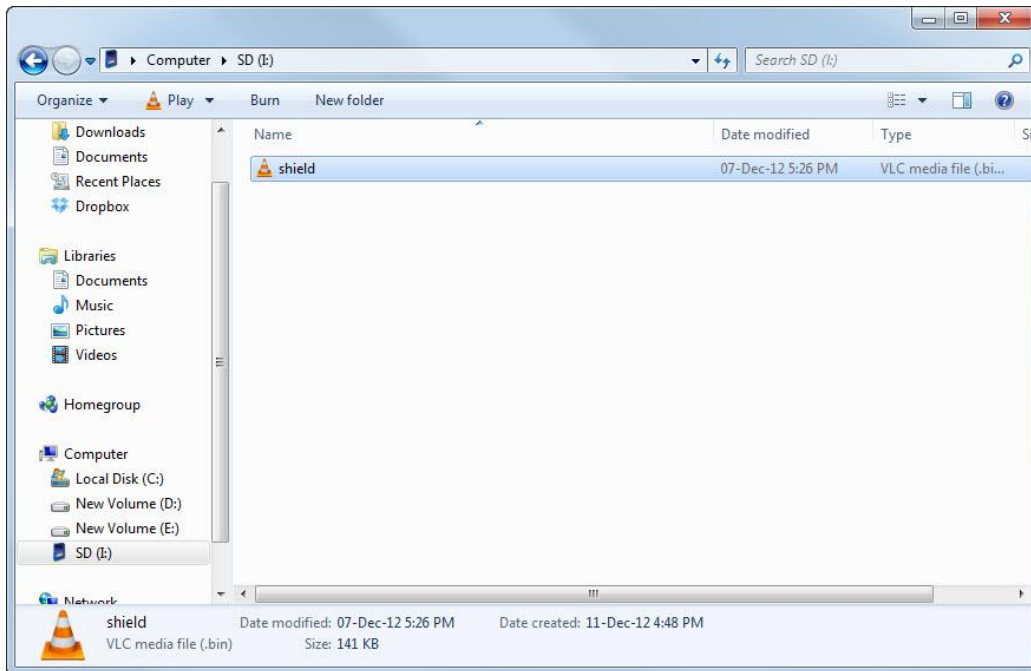 Computer ▸ SD (I:)
Search SD (I:)
Organize ▾ Play ▾ Burn New folder
Downloads
Documents
Recent Places
Dropbox
Libraries
Documents
Music
Pictures
Videos
Homegroup
Computer
Local Disk (C:)
New Volume (D:)
New Volume (E:)
SD (I:)
Network
Name Date modified Type
shield 07-Dec-12 5:26 PM VLC media file (.bi...
shield Date modified: 07-Dec-12 5:26 PM Date created: 11-Dec-12 4:48 PM
VLC media file (.bin) Size: 141 KB